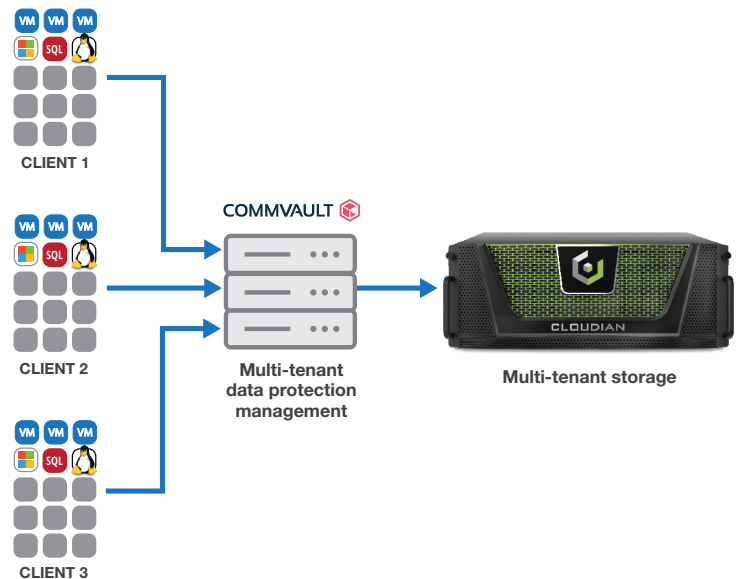 VM VM VM
SQL
CLIENT 1
VM VM VM
SQL
CLIENT 2
VM VM VM
SQL
CLIENT 3
COMMVAULT
Multi-tenant
data protection
management
CLOUDIAN
Multi-tenant storage